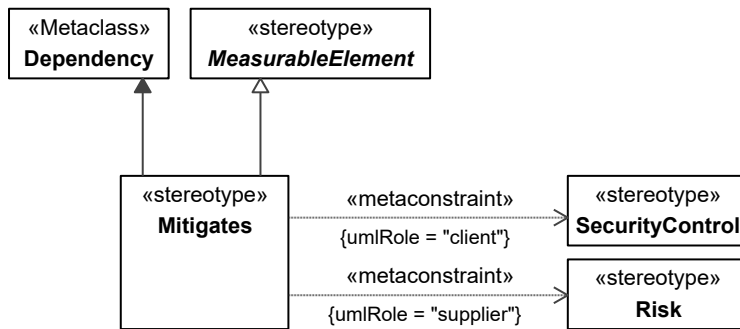 «Metaclass»
Dependency
«stereotype»
MeasurableElement
«stereotype»
Mitigates
«metaconstraint»
{umlRole = "client"}
«stereotype»
SecurityControl
«metaconstraint»
{umlRole = "supplier"}
«stereotype»
Risk